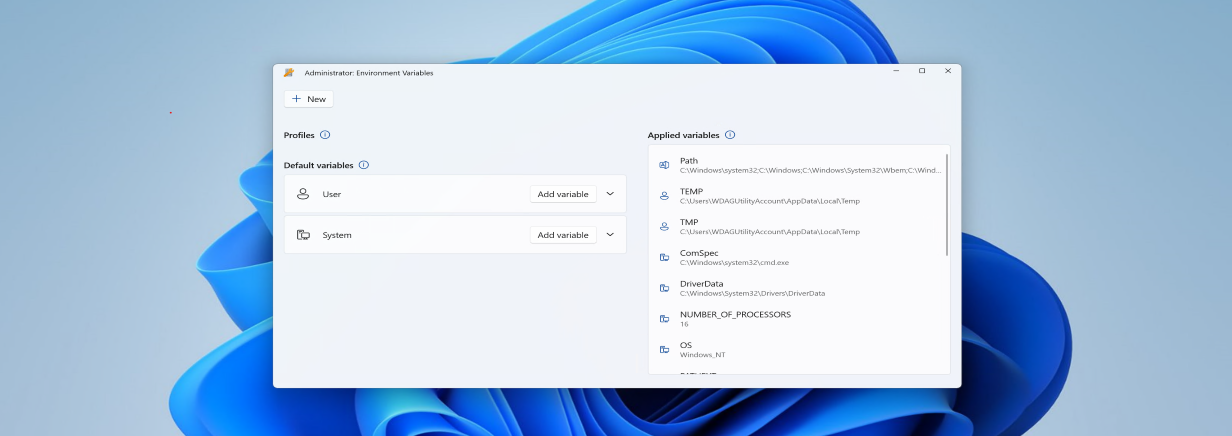 Administrator: Environment Variables
New
Profiles
Default variables
User Add variable
System Add variable
Applied variables
Path
C:\Windows\system32;C:\Windows;C:\Windows\System32\Wbem;C:\Wind...
TEMP
C:\Users\WDAGUtilityAccount\AppData\Local\Temp
TMP
C:\Users\WDAGUtilityAccount\AppData\Local\Temp
ComSpec
C:\Windows\system32\cmd.exe
DriverData
C:\Windows\System32\Drivers\DriverData
NUMBER_OF_PROCESSORS
16
OS
Windows_NT